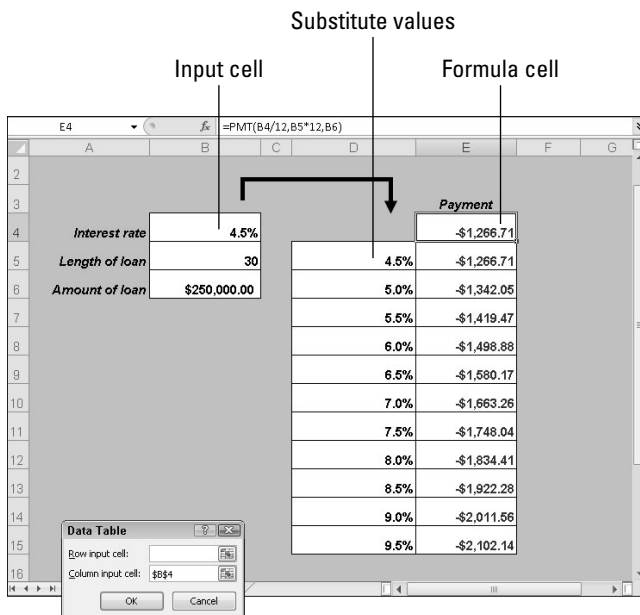 Substitute values
Input cell Formula cell
E4 fx =PMT(B4/12,B5*12,B6)
A B C D E F G
2
3 Payment
4 Interest rate 4.5% -$1,266.71
5 Length of loan 30 4.5% -$1,266.71
6 Amount of loan $250,000.00 5.0% -$1,342.05
7 5.5% -$1,419.47
8 6.0% -$1,498.88
9 6.5% -$1,580.17
10 7.0% -$1,663.26
11 7.5% -$1,748.04
12 8.0% -$1,834.41
13 8.5% -$1,922.28
14 9.0% -$2,011.56
15 9.5% -$2,102.14
16
Data Table
Row input cell:
Column input cell: $B$4
OK Cancel